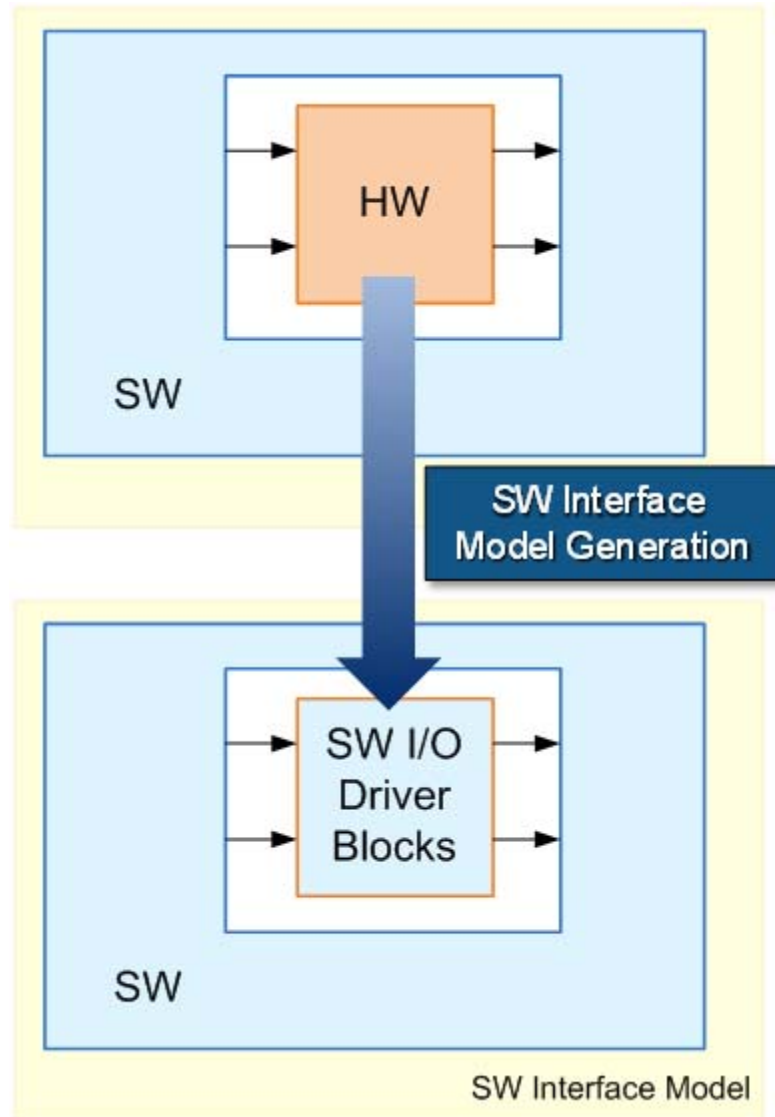 HW
SW
SW Interface
Model Generation
SW I/O
Driver
Blocks
SW
SW Interface Model